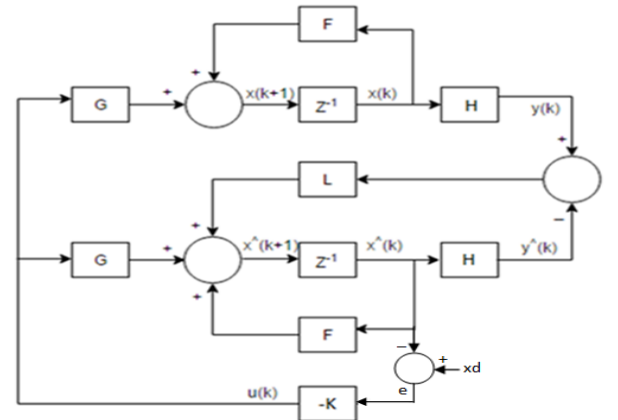 F
+
+
G
x(k+1)
Z-1
x(k)
H
y(k)
+
L
+
+
G
x^(k+1)
Z-1
x^(k)
H
y^(k)
−
+
F
−
+
xd
e
u(k)
-K